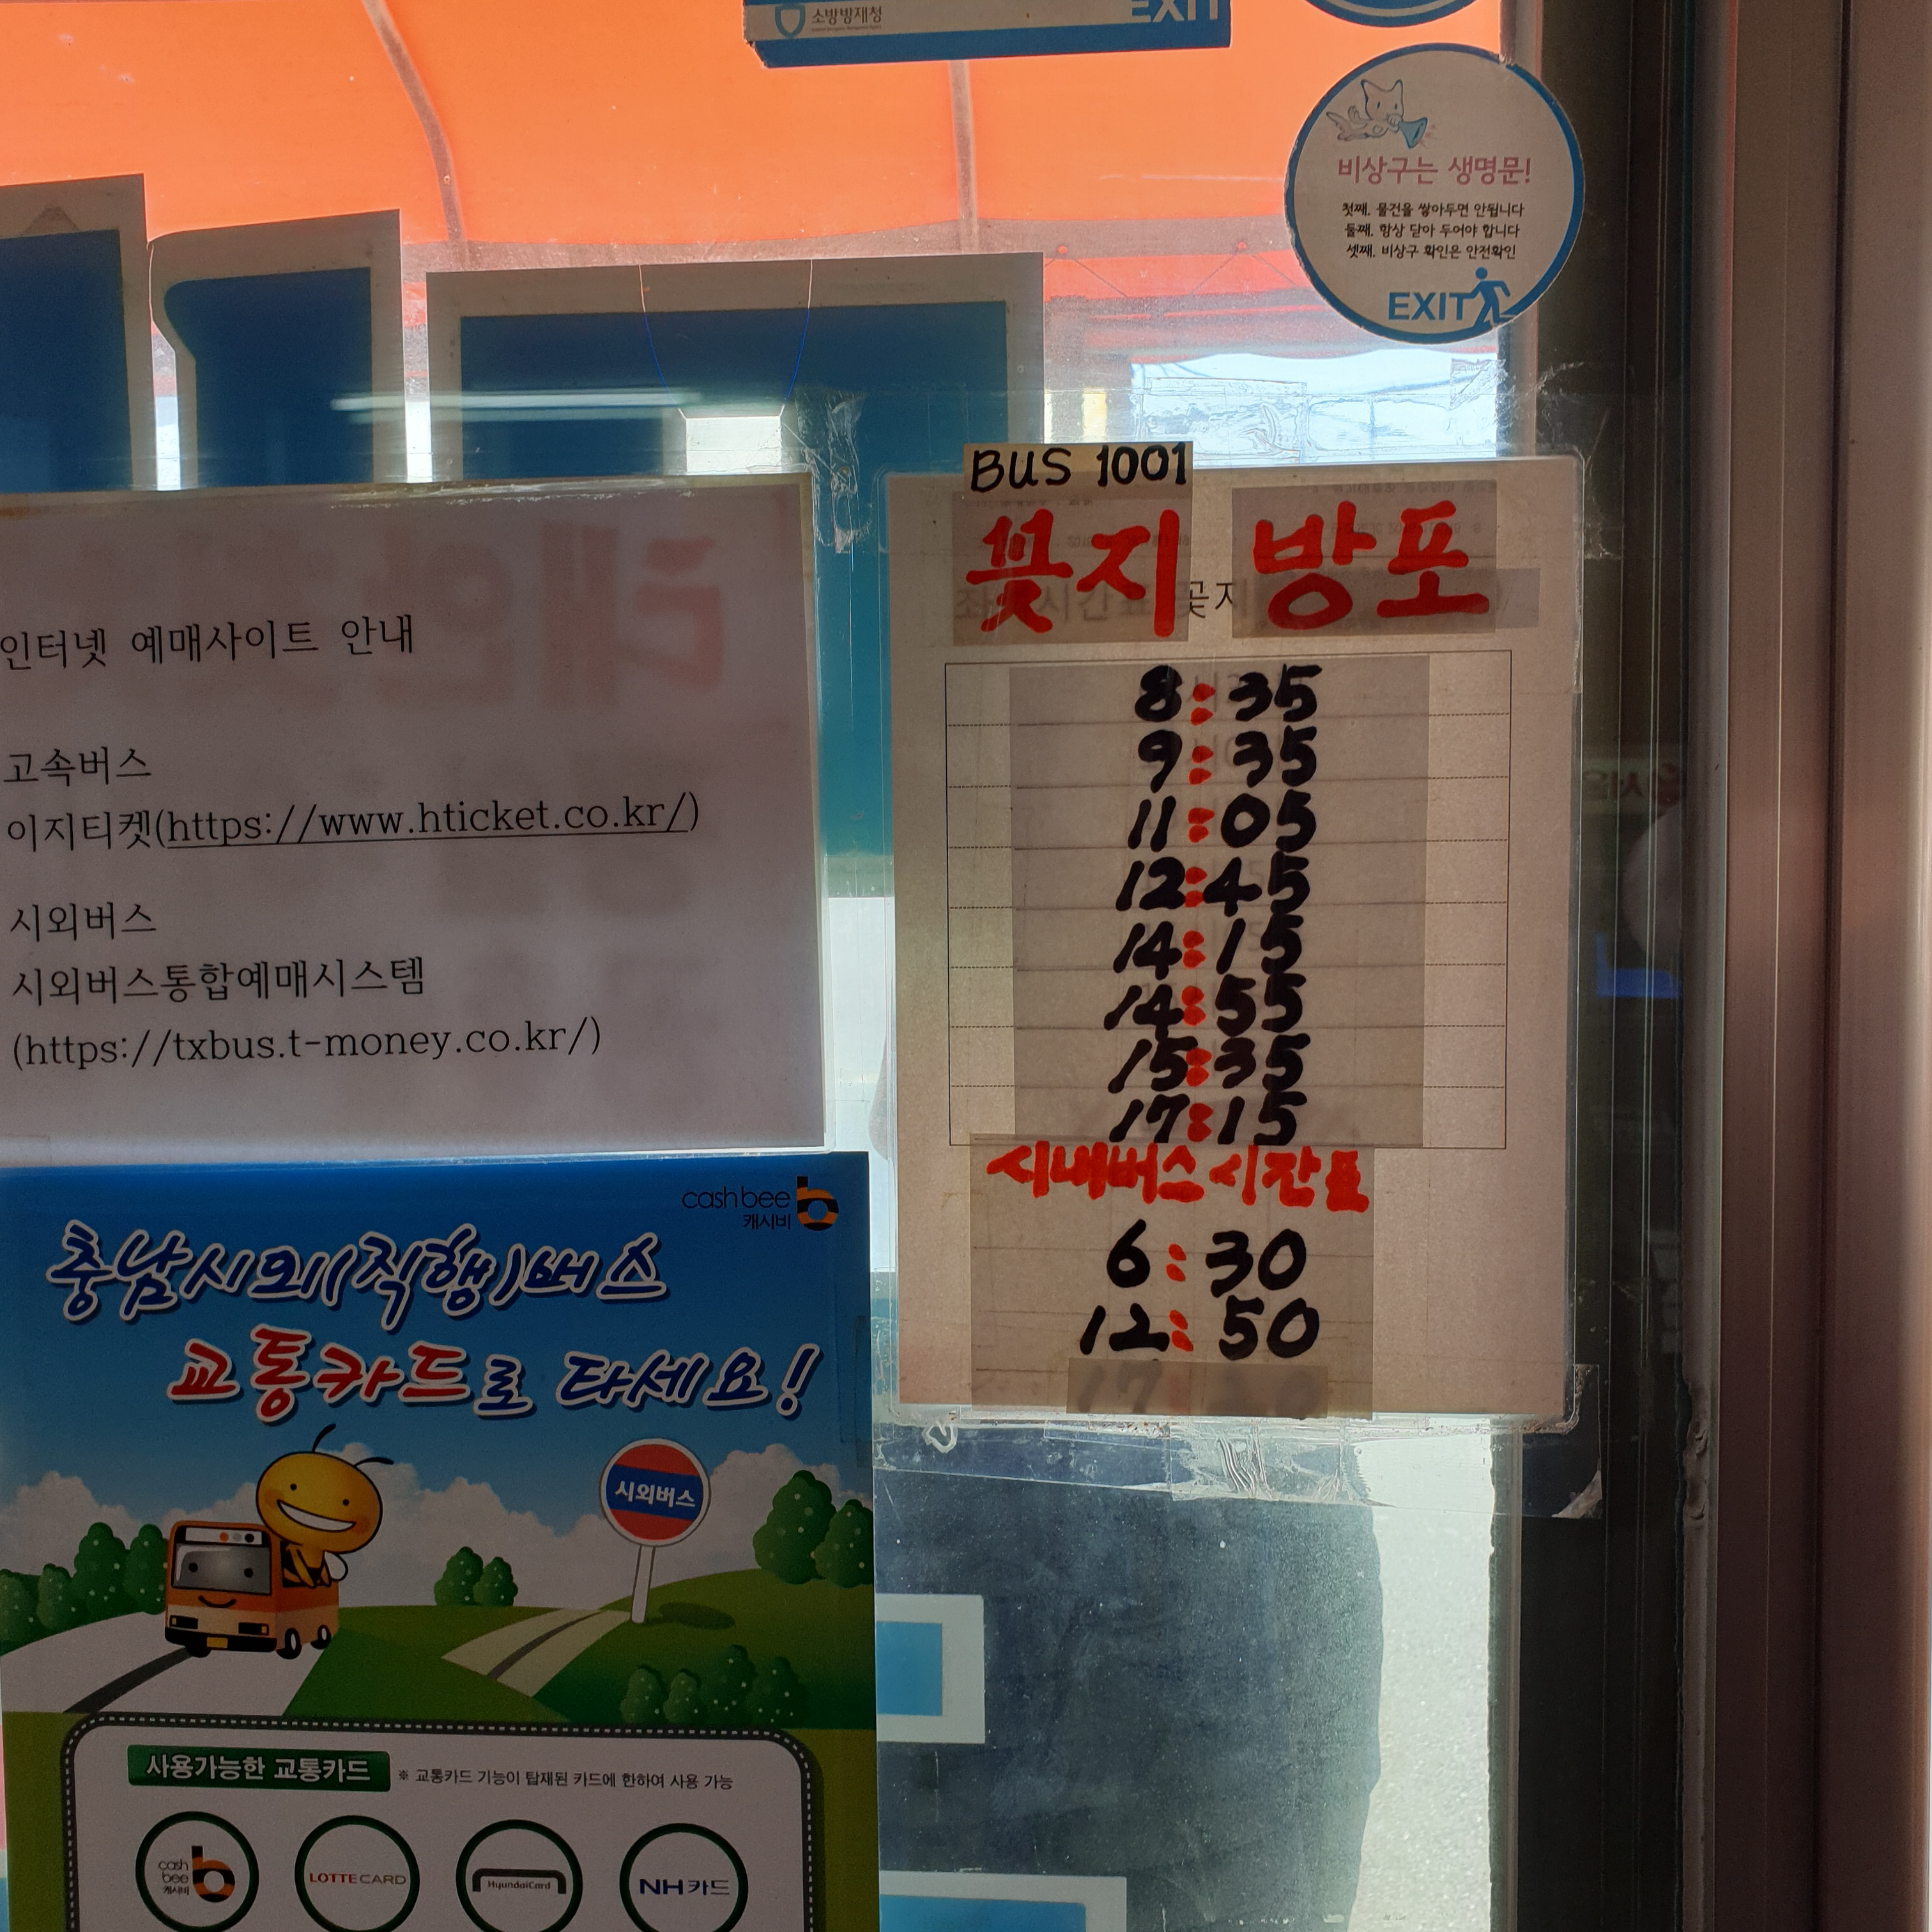 소방방재청
EXIT
비상구는 생명문!
첫째. 물건을 쌓아두면 안됩니다
둘째. 항상 닫아 두어야 합니다
셋째. 비상구 확인은 안전확인
EXIT
인터넷 예매사이트 안내
고속버스
이지티켓(https://www.hticket.co.kr/)
시외버스
시외버스통합예매시스템
(https://txbus.t-money.co.kr/)
BUS 1001
꽃지 방포
8:35
9:35
11:05
12:45
14:15
14:55
15:35
17:15
시내버스시간표
6:30
12:50
cashbee
캐시비
충남시외(직행)버스
교통카드로 타세요!
시외버스
사용가능한 교통카드 ※ 교통카드 기능이 탑재된 카드에 한하여 사용 가능
cash
bee
캐시비
LOTTE CARD
HyundaiCard
NH카드